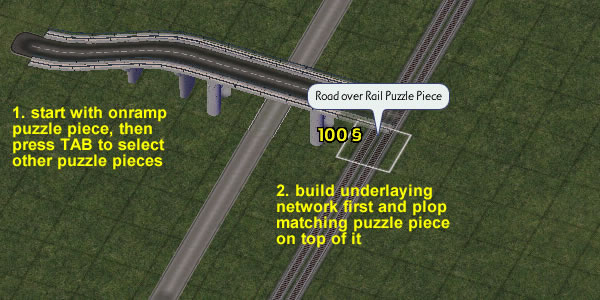 Road over Rail Puzzle Piece
100 §
1. start with onramp
puzzle piece, then
press TAB to select
other puzzle pieces
2. build underlaying
network first and plop
matching puzzle piece
on top of it